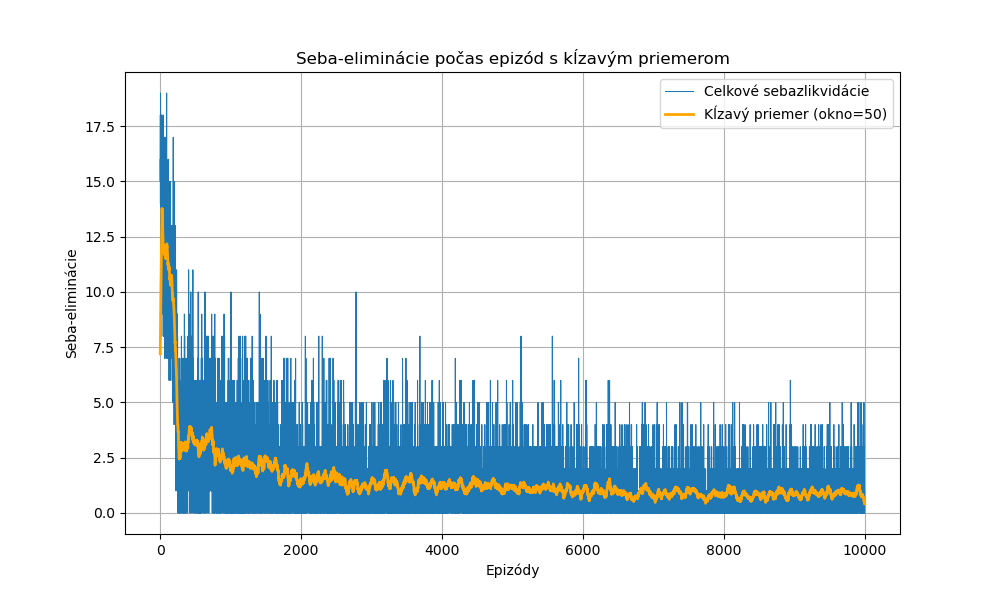 Seba-eliminácie počas epizód s kĺzavým priemerom
Celkové sebazlikvidácie
Kĺzavý priemer (okno=50)
17.5
15.0
12.5
10.0
7.5
5.0
2.5
0.0
Seba-eliminácie
0 2000 4000 6000 8000 10000
Epizódy